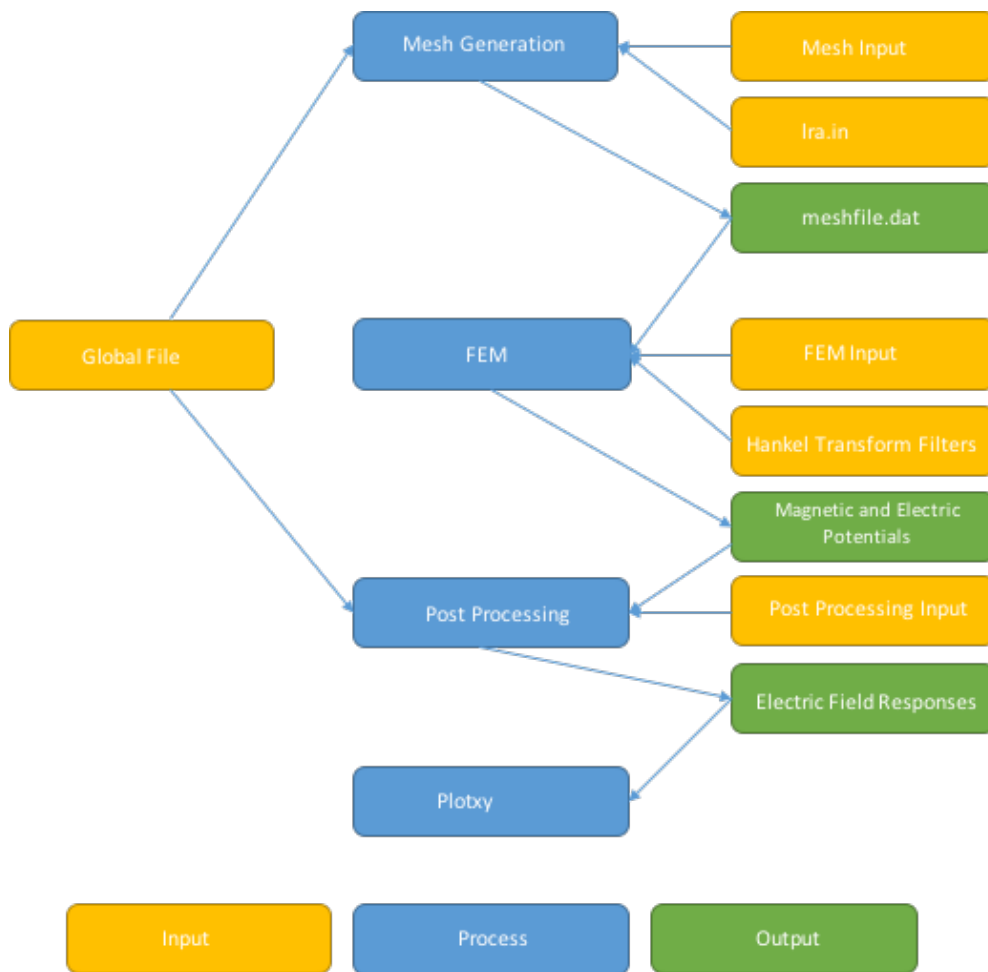 Mesh Generation
Mesh Input
lra.in
meshfile.dat
Global File
FEM
FEM Input
Hankel Transform Filters
Magnetic and Electric
Potentials
Post Processing
Post Processing Input
Electric Field Responses
Plotxy
Input
Process
Output